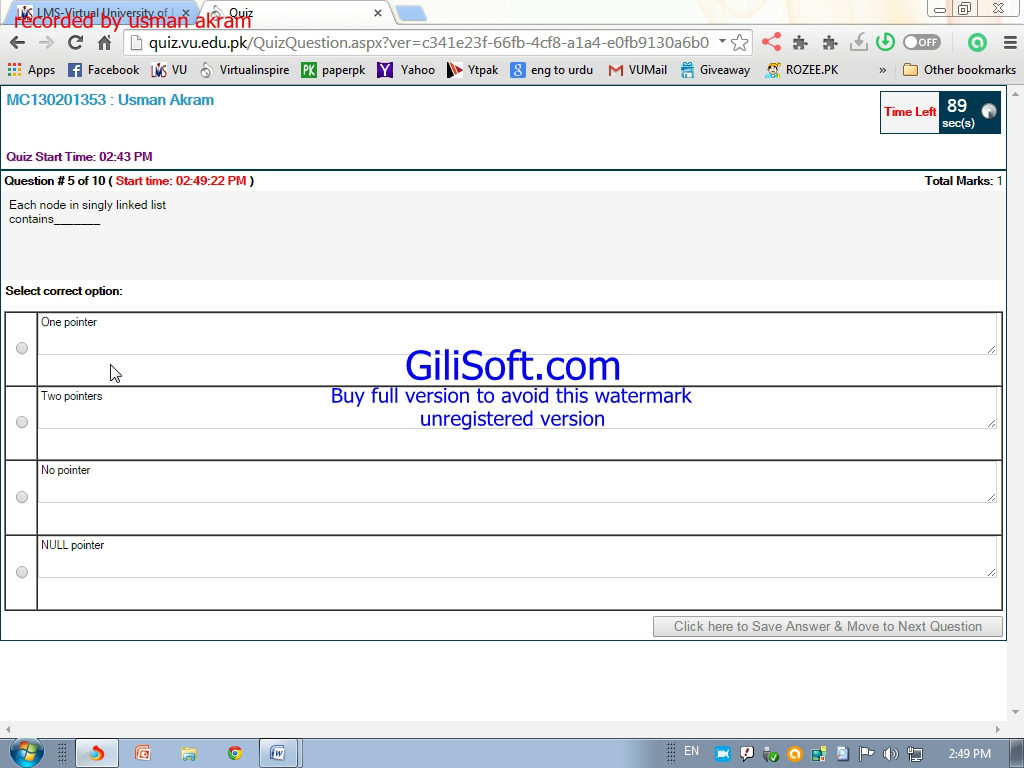 LMS-Virtual University of
Quiz
recorded by usman akram
quiz.vu.edu.pk/QuizQuestion.aspx?ver=c341e23f-66fb-4cf8-a1a4-e0fb9130a6b0
OFF
Apps
Facebook
VU
Virtualinspire
PK paperpk
Yahoo
Ytpak
eng to urdu
VUMail
Giveaway
ROZEE.PK
»
Other bookmarks
MC130201353 : Usman Akram
Time Left
89
sec(s)
Quiz Start Time: 02:43 PM
Question # 5 of 10 ( Start time: 02:49:22 PM )
Total Marks: 1
Each node in singly linked list
contains_______
Select correct option:
One pointer
GiliSoft.com
Buy full version to avoid this watermark
unregistered version
Two pointers
No pointer
NULL pointer
Click here to Save Answer & Move to Next Question
EN
2:49 PM